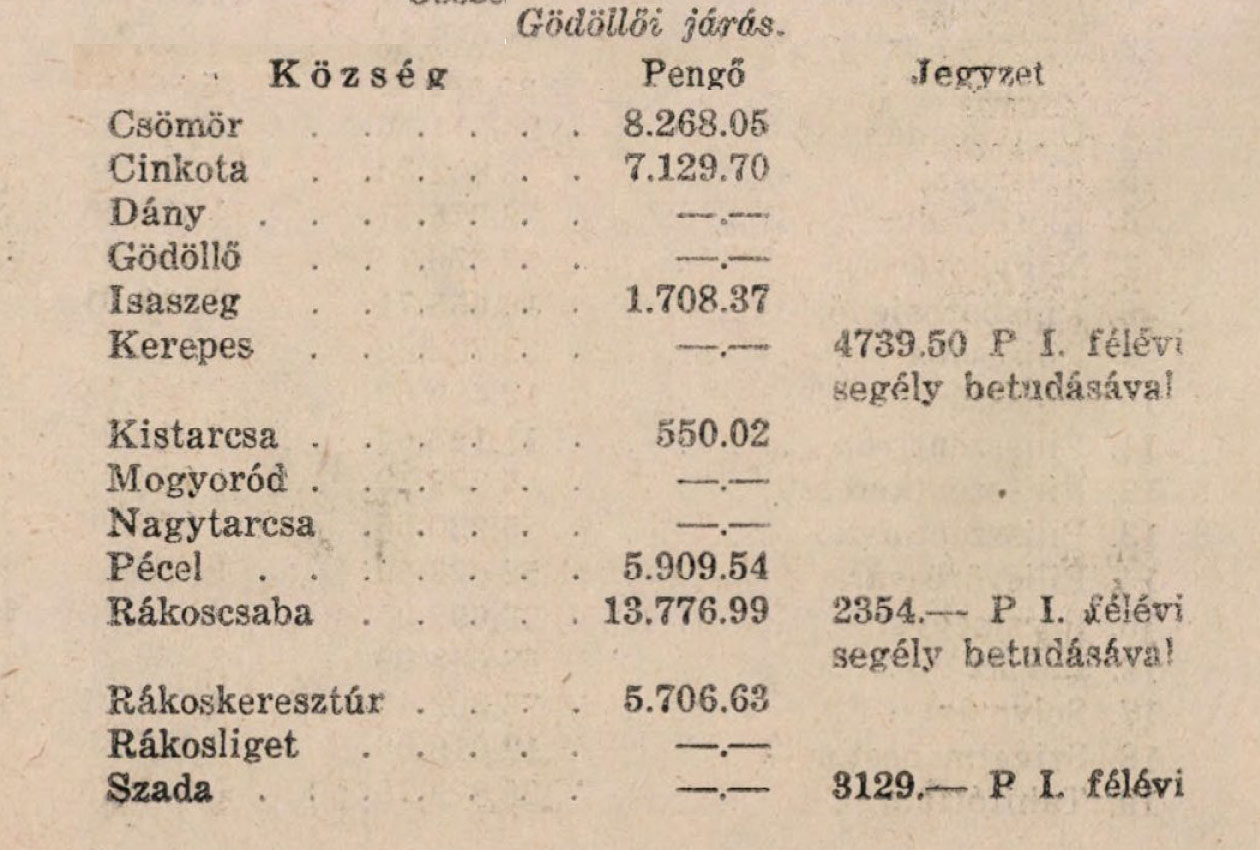 Gödöllői járás.
Község Pengő Jegyzet
Csömör . . . . . . 8.268.05
Cinkota . . . . . . 7.129.70
Dány . . . . . . . —.—
Gödöllő . . . . . . —.—
Isaszeg . . . . . . 1.708.37
Kerepes . . . . . . —.— 4739.50 P I. félévi
segély betudásával
Kistarcsa . . . . . . 550.02
Mogyoród . . . . . . —.—
Nagytarcsa . . . . . —.—
Pécel . . . . . . . 5.909.54
Rákoscsaba . . . . . 13.776.99 2354.— P I. félévi
segély betudásával
Rákoskeresztúr . . . . 5.706.63
Rákosliget . . . . . —.—
Szada . . . . . . . —.— 3129.— P I. félévi